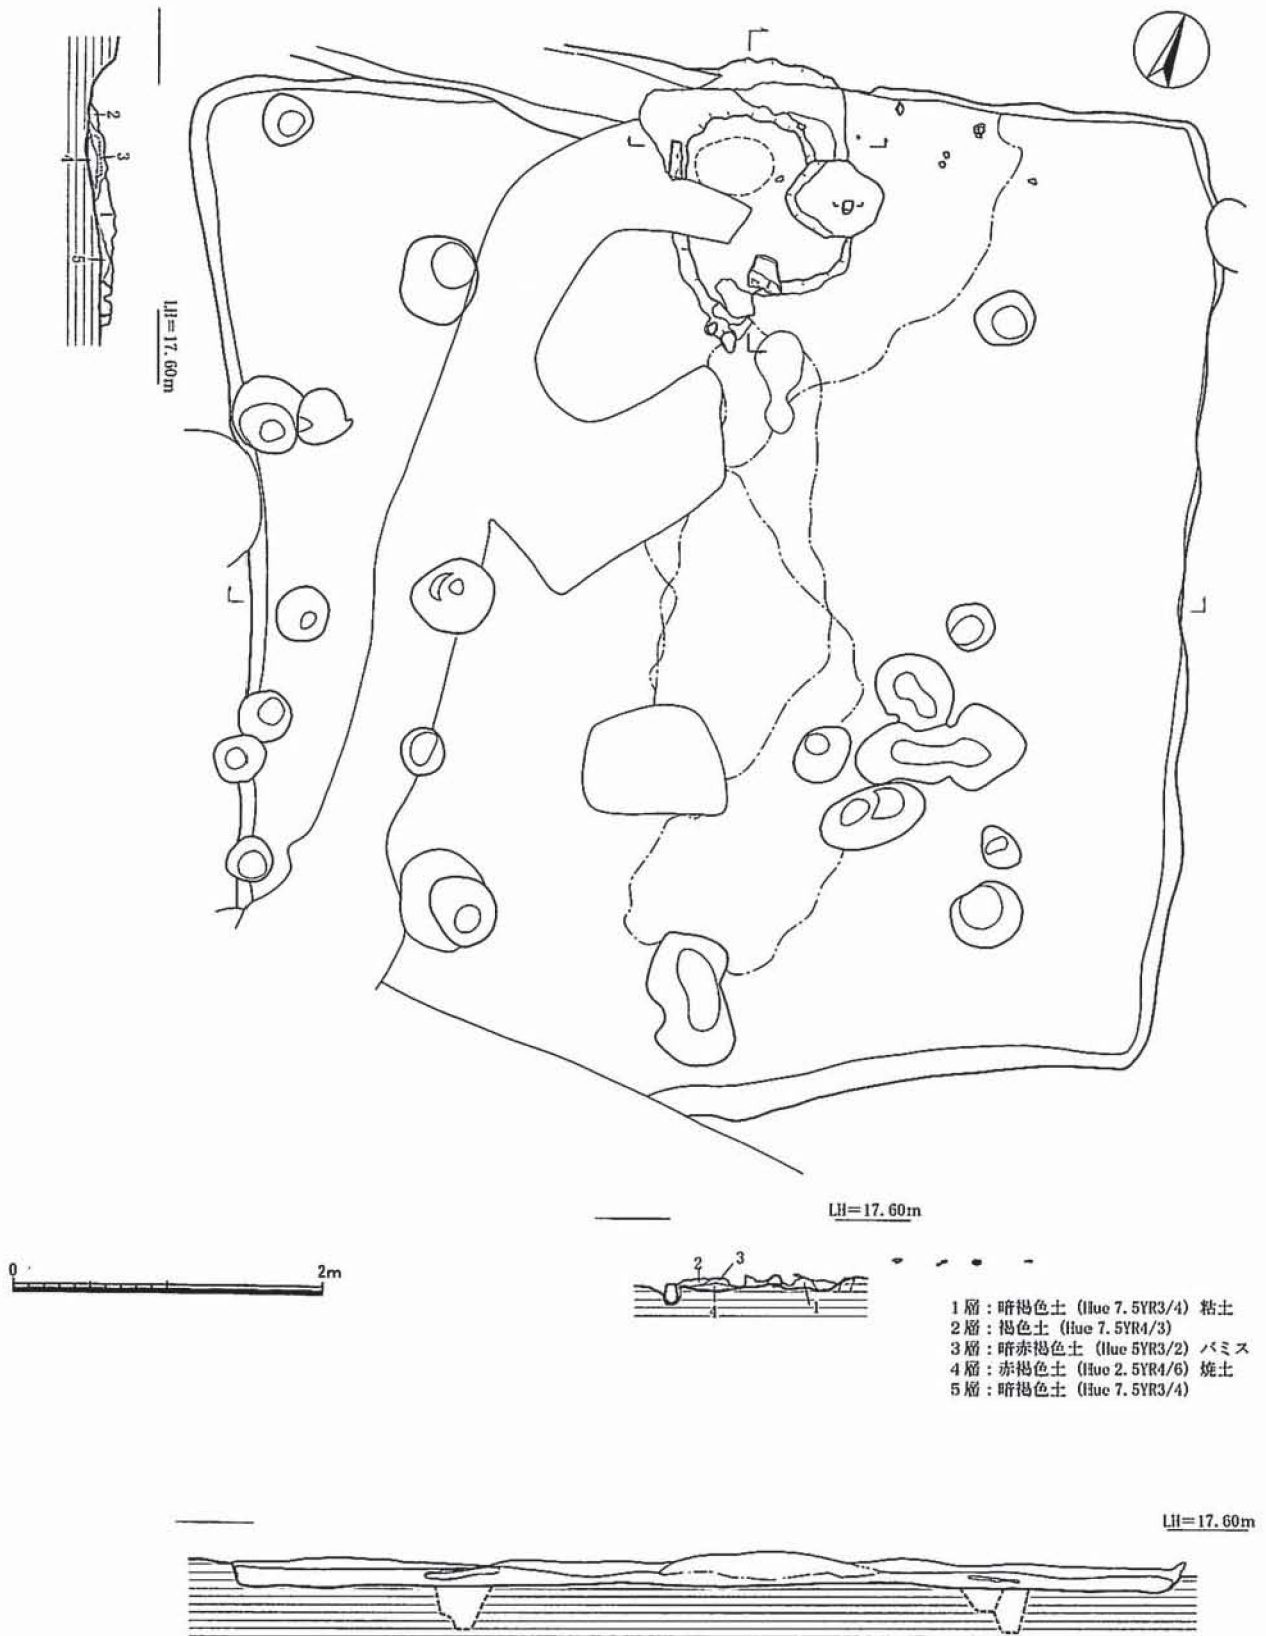 2
3
4
1
5
LH=17.60m
LH=17.60m
0 2m
2 3
4 1
1層：暗褐色土 (Hue 7.5YR3/4) 粘土
2層：褐色土 (Hue 7.5YR4/3)
3層：暗赤褐色土 (Hue 5YR3/2) パミス
4層：赤褐色土 (Hue 2.5YR4/6) 焼土
5層：暗褐色土 (Hue 7.5YR3/4)
LH=17.60m